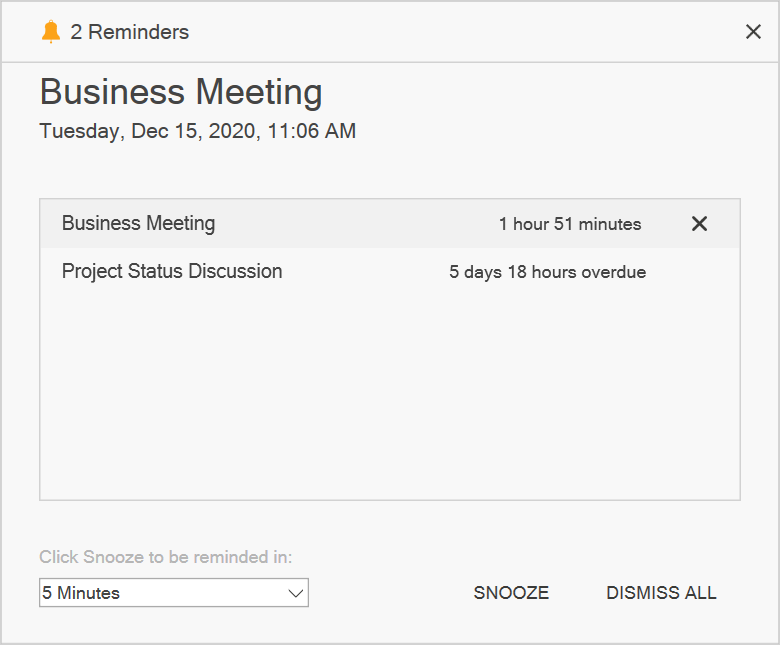 2 Reminders
Business Meeting
Tuesday, Dec 15, 2020, 11:06 AM
Business Meeting 1 hour 51 minutes
Project Status Discussion 5 days 18 hours overdue
Click Snooze to be reminded in:
5 Minutes SNOOZE DISMISS ALL